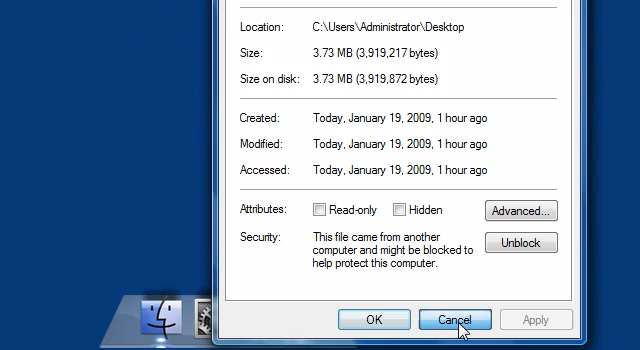 Location: C:\Users\Administrator\Desktop
Size: 3.73 MB (3,919,217 bytes)
Size on disk: 3.73 MB (3,919,872 bytes)
Created: Today, January 19, 2009, 1 hour ago
Modified: Today, January 19, 2009, 1 hour ago
Accessed: Today, January 19, 2009, 1 hour ago
Attributes: Read-only Hidden Advanced...
Security: This file came from another
computer and might be blocked to
help protect this computer.
Unblock
OK Cancel Apply